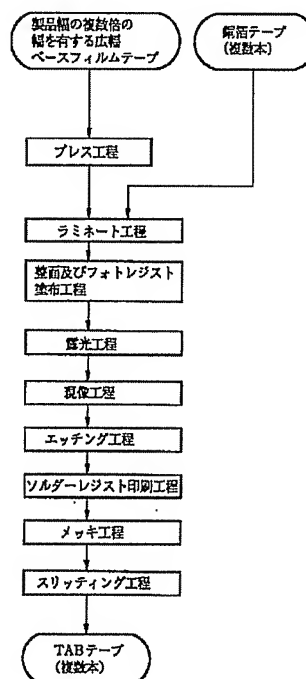 製品幅の複数倍の
幅を有する広幅
ベースフィルムテープ
銅箔テープ
(複数本)
プレス工程
ラミネート工程
整面及びフォトレジスト
塗布工程
露光工程
現像工程
エッチング工程
ソルダーレジスト印刷工程
メッキ工程
スリッティング工程
TABテープ
(複数本)